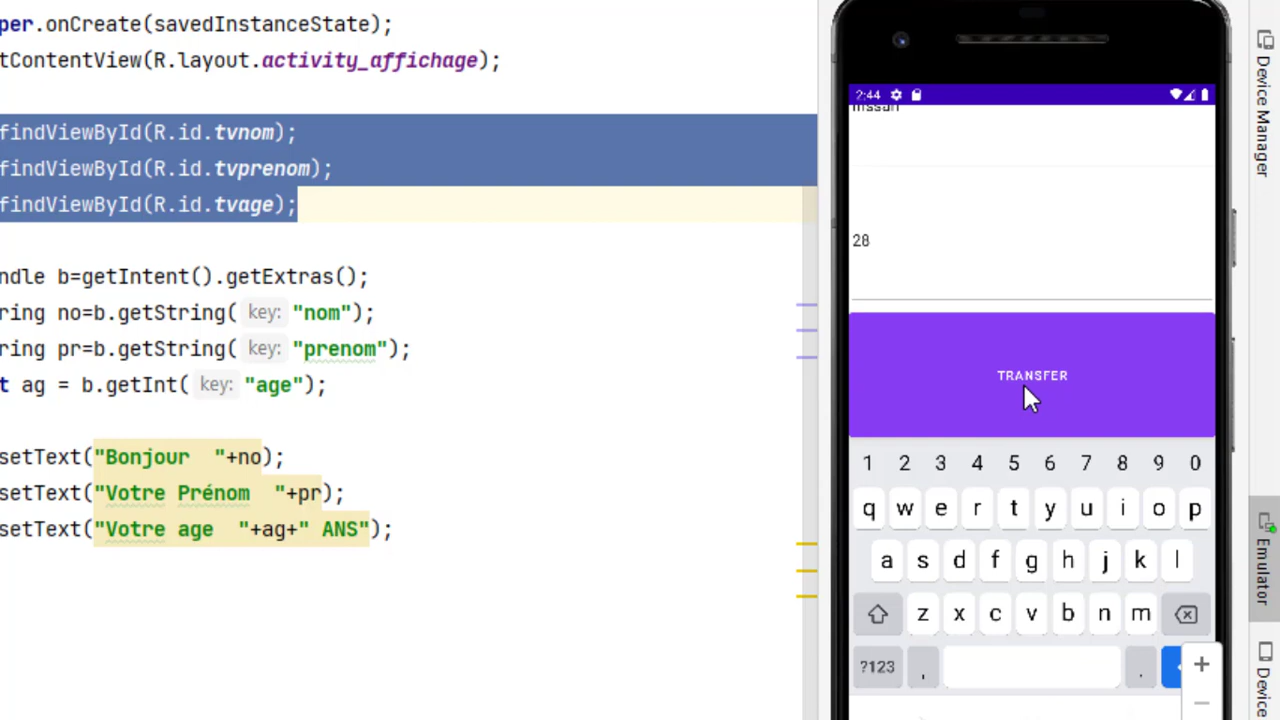 per.onCreate(savedInstanceState);
tContentView(R.layout.activity_affichage);
findViewById(R.id.tvnom);
findViewById(R.id.tvprenom);
findViewById(R.id.tvage);
ndle b=getIntent().getExtras();
ring no=b.getString( key: "nom");
ring pr=b.getString( key: "prenom");
t ag = b.getInt( key: "age");
setText("Bonjour  "+no);
setText("Votre Prénom  "+pr);
setText("Votre age  "+ag+" ANS");
2:44
28
TRANSFER
1 2 3 4 5 6 7 8 9 0
q w e r t y u i o p
a s d f g h j k l
z x c v b n m
?123 , .
+
−
Device Manager
Emulator
Device